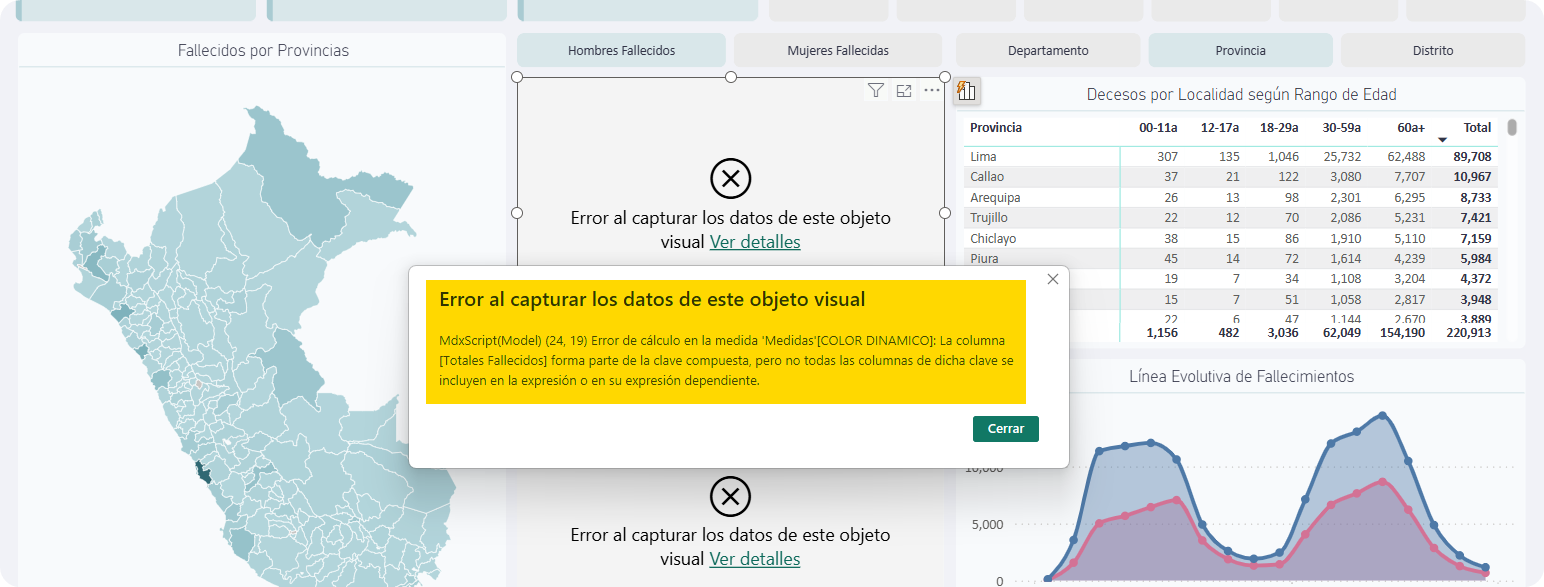 Fallecidos por Provincias
Hombres Fallecidos
Mujeres Fallecidas
Departamento
Provincia
Distrito
Error al capturar los datos de este objeto
visual Ver detalles
Decesos por Localidad según Rango de Edad
Provincia 00-11a 12-17a 18-29a 30-59a 60a+ Total
Lima 307 135 1,046 25,732 62,488 89,708
Callao 37 21 122 3,080 7,707 10,967
Arequipa 26 13 98 2,301 6,295 8,733
Trujillo 22 12 70 2,086 5,231 7,421
Chiclayo 38 15 86 1,910 5,110 7,159
Piura 45 14 72 1,614 4,239 5,984
19 7 34 1,108 3,204 4,372
15 7 51 1,058 2,817 3,948
22 6 47 1,144 2,670 3,889
1,156 482 3,036 62,049 154,190 220,913
Error al capturar los datos de este objeto visual
MdxScript(Model) (24, 19) Error de cálculo en la medida 'Medidas'[COLOR DINAMICO]: La columna
[Totales Fallecidos] forma parte de la clave compuesta, pero no todas las columnas de dicha clave se
incluyen en la expresión o en su expresión dependiente.
Cerrar
Línea Evolutiva de Fallecimientos
10,000
5,000
0
Error al capturar los datos de este objeto
visual Ver detalles